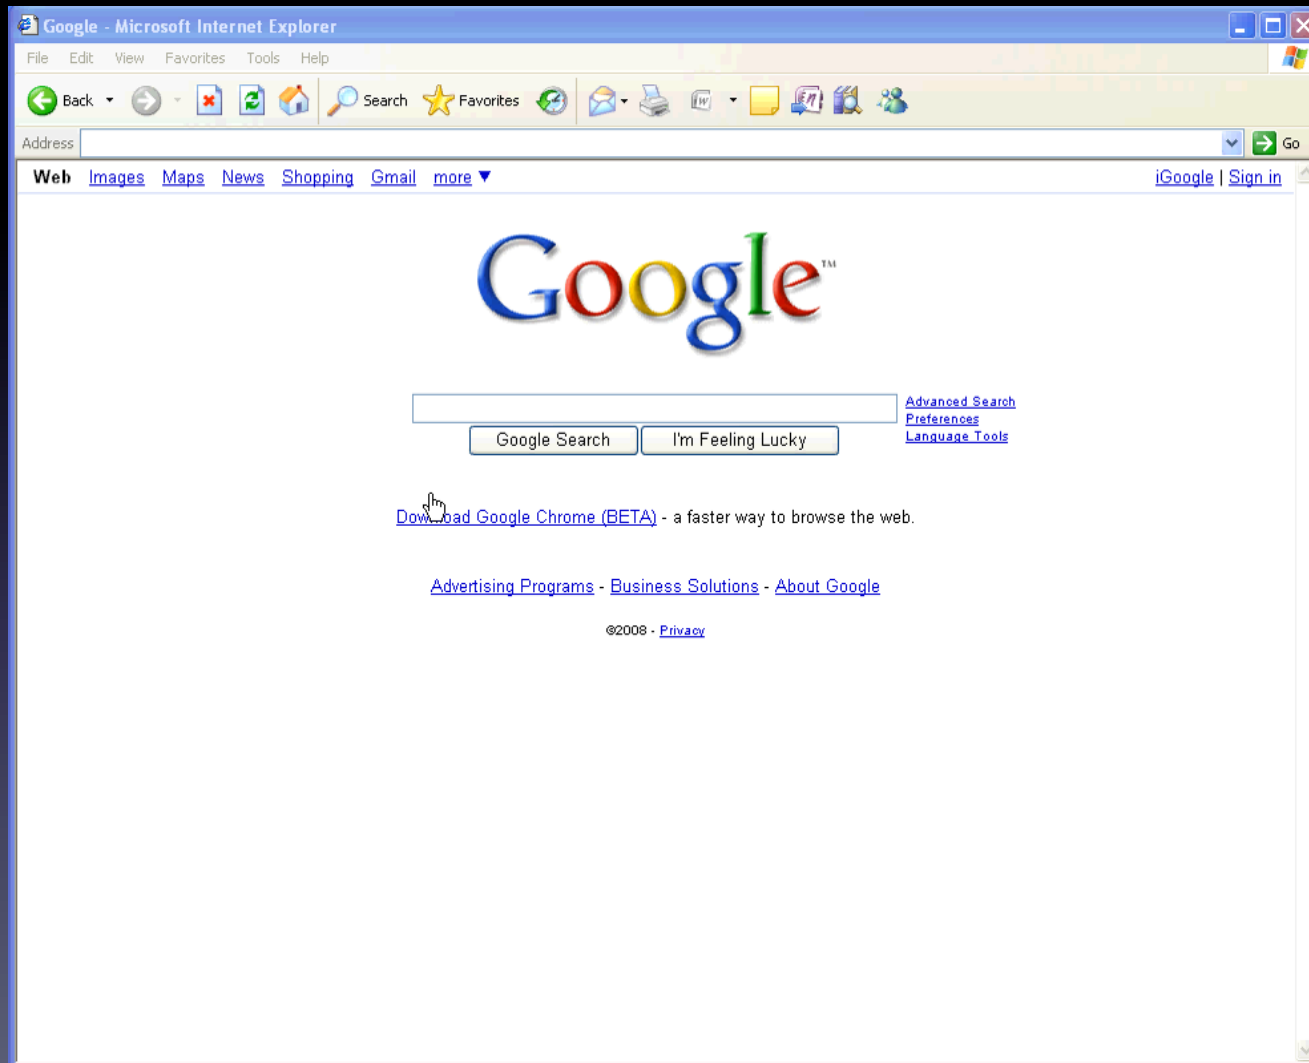 Google - Microsoft Internet Explorer
File Edit View Favorites Tools Help
Back Search Favorites
Address Go
Web Images Maps News Shopping Gmail more ▼ iGoogle | Sign in
Google™
Advanced Search
Preferences
Language Tools
Google Search I'm Feeling Lucky
Download Google Chrome (BETA) - a faster way to browse the web.
Advertising Programs - Business Solutions - About Google
©2008 - Privacy